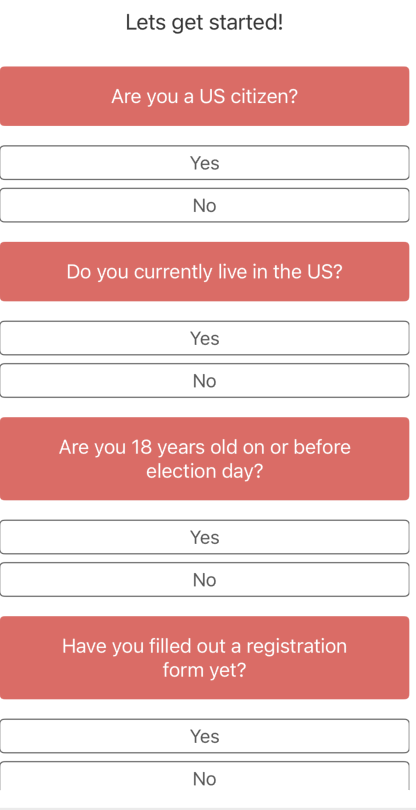 Lets get started!
Are you a US citizen?
Yes
No
Do you currently live in the US?
Yes
No
Are you 18 years old on or before
election day?
Yes
No
Have you filled out a registration
form yet?
Yes
No